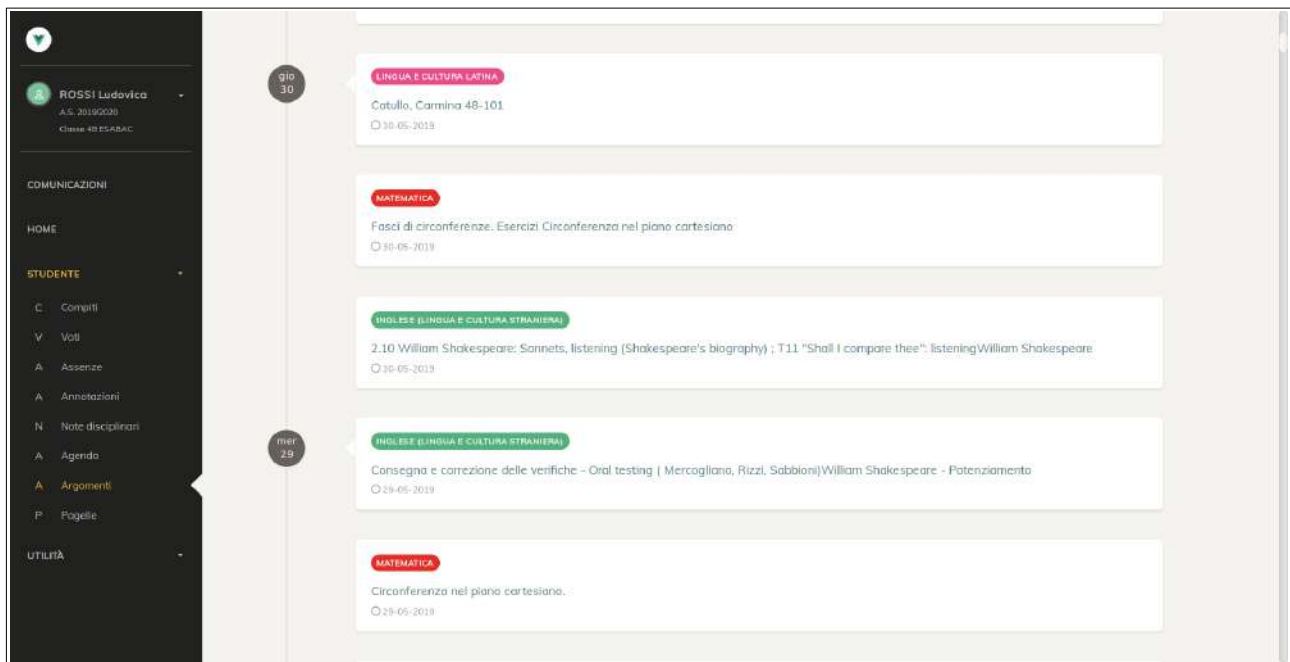 ROSSI Ludovica
A.S. 2019/2020
Classe 4B ESABAC
COMUNICAZIONI
HOME
STUDENTE
C Compiti
V Voti
A Assenze
A Annotazioni
N Note disciplinari
A Agenda
A Argomenti
P Pagelle
UTILITÀ
gio
30
LINGUA E CULTURA LATINA
Catullo, Carmina 48-101
30-05-2019
MATEMATICA
Fasci di circonferenze. Esercizi Circonferenza nel piano cartesiano
30-05-2019
INGLESE (LINGUA E CULTURA STRANIERA)
2.10 William Shakespeare: Sonnets, listening (Shakespeare's biography) ; T11 "Shall I compare thee": listeningWilliam Shakespeare
30-05-2019
mer
29
INGLESE (LINGUA E CULTURA STRANIERA)
Consegna e correzione delle verifiche - Oral testing ( Mercogliano, Rizzi, Sabbioni)William Shakespeare - Potenziamento
29-05-2019
MATEMATICA
Circonferenza nel piano cartesiano.
29-05-2019